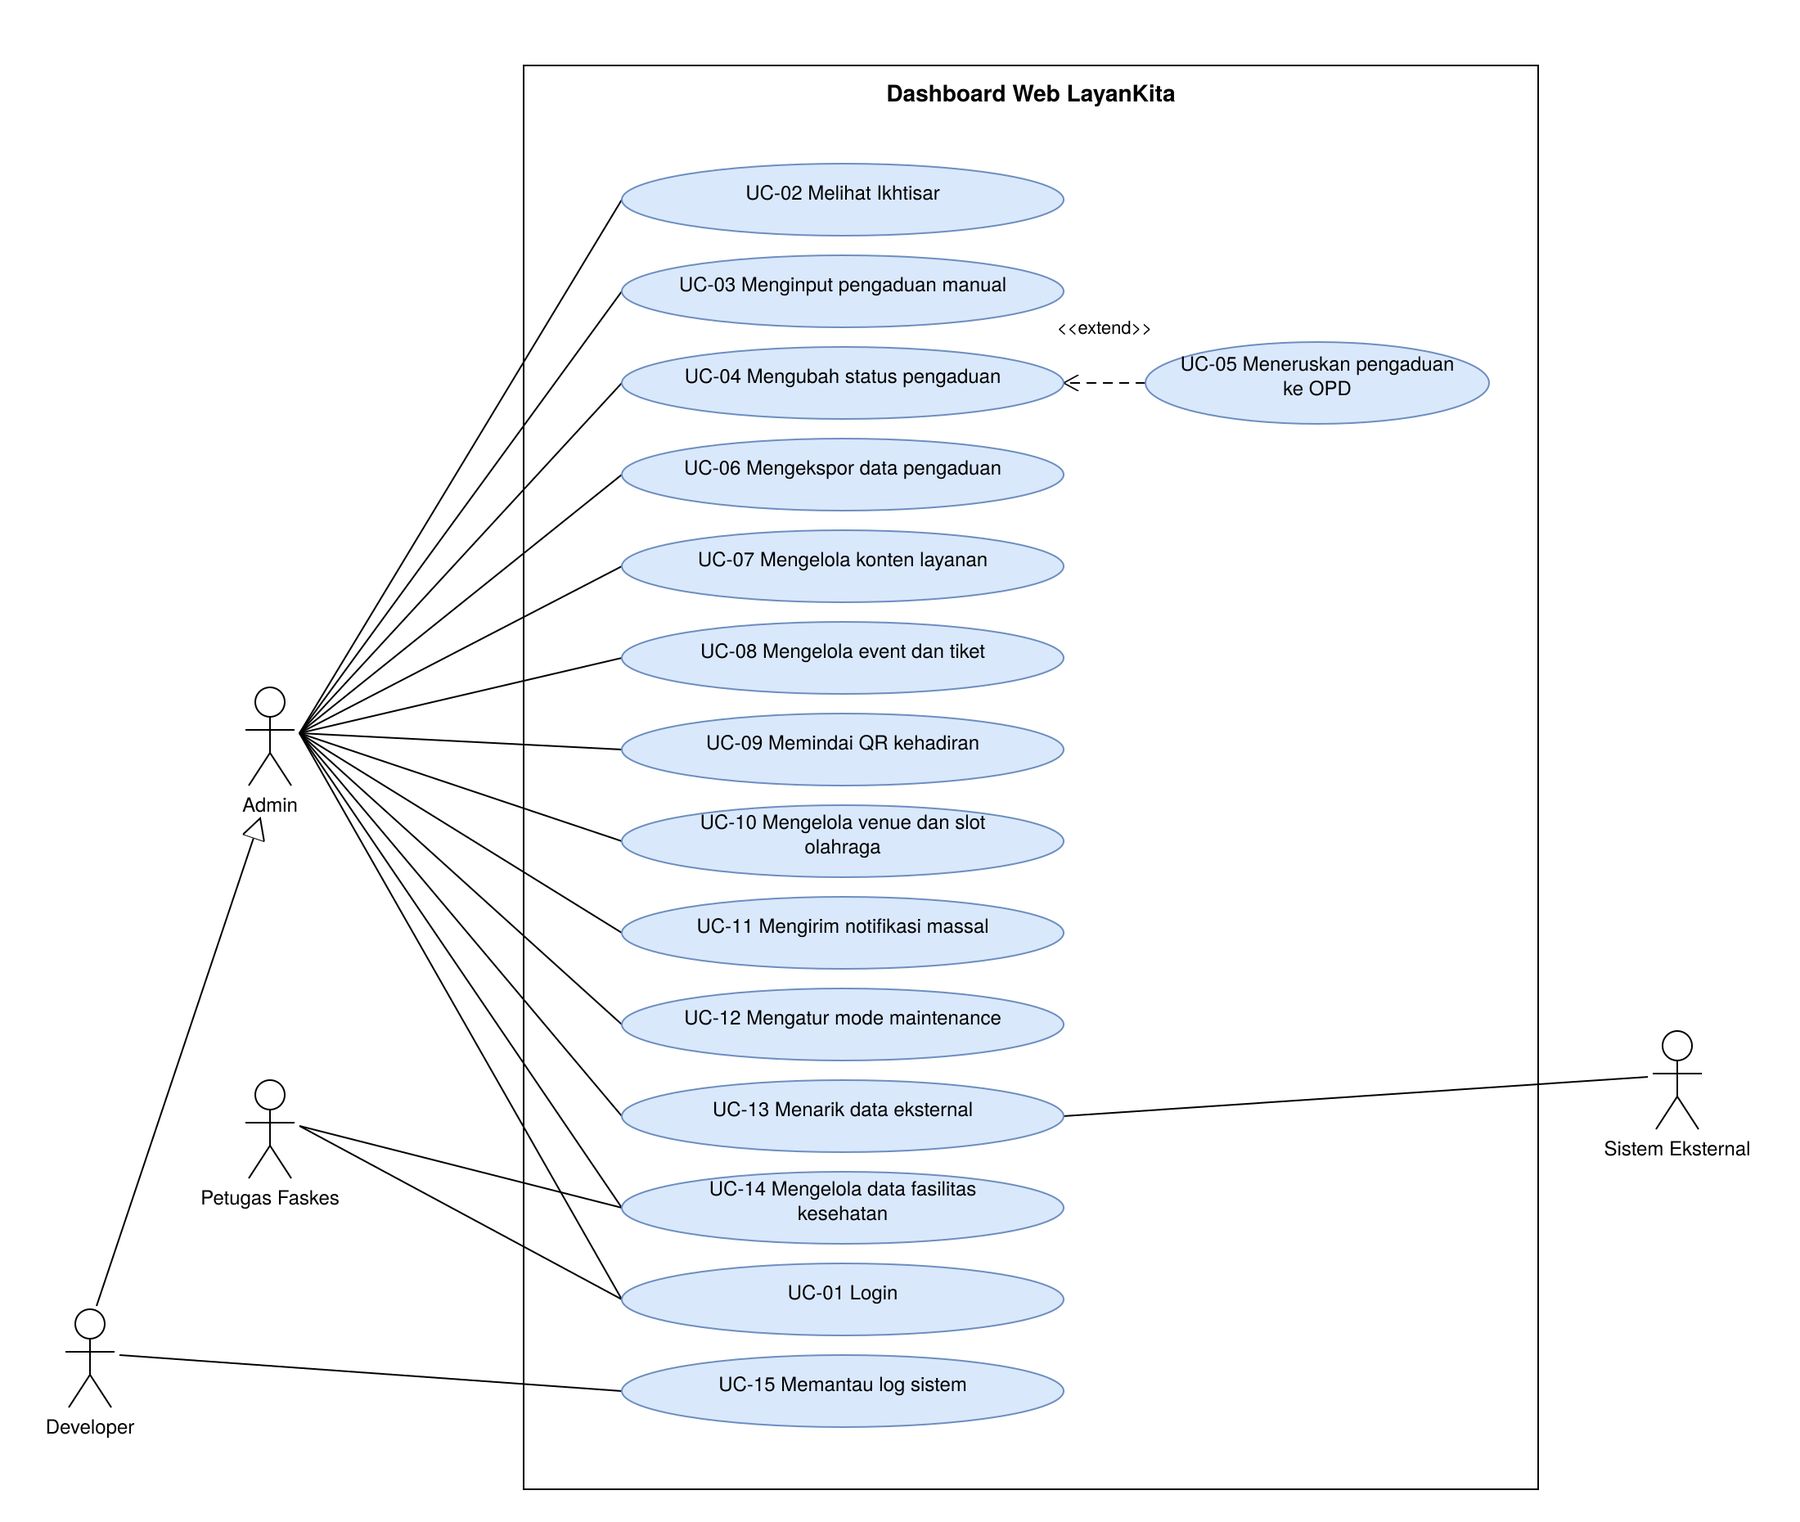 Dashboard Web LayanKita
UC-02 Melihat Ikhtisar
UC-03 Menginput pengaduan manual
<<extend>>
UC-04 Mengubah status pengaduan
UC-05 Meneruskan pengaduan
ke OPD
UC-06 Mengekspor data pengaduan
UC-07 Mengelola konten layanan
UC-08 Mengelola event dan tiket
UC-09 Memindai QR kehadiran
Admin
UC-10 Mengelola venue dan slot
olahraga
UC-11 Mengirim notifikasi massal
UC-12 Mengatur mode maintenance
UC-13 Menarik data eksternal
Sistem Eksternal
Petugas Faskes
UC-14 Mengelola data fasilitas
kesehatan
UC-01 Login
UC-15 Memantau log sistem
Developer